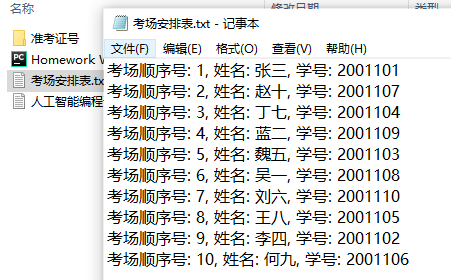 名称
修改日期
类型
准考证号
Homework W
考场安排表.tx
人工智能编程
考场安排表.txt - 记事本
文件(F) 编辑(E) 格式(O) 查看(V) 帮助(H)
考场顺序号: 1, 姓名: 张三, 学号: 2001101
考场顺序号: 2, 姓名: 赵十, 学号: 2001107
考场顺序号: 3, 姓名: 丁七, 学号: 2001104
考场顺序号: 4, 姓名: 蓝二, 学号: 2001109
考场顺序号: 5, 姓名: 魏五, 学号: 2001103
考场顺序号: 6, 姓名: 吴一, 学号: 2001108
考场顺序号: 7, 姓名: 刘六, 学号: 2001110
考场顺序号: 8, 姓名: 王八, 学号: 2001105
考场顺序号: 9, 姓名: 李四, 学号: 2001102
考场顺序号: 10, 姓名: 何九, 学号: 2001106